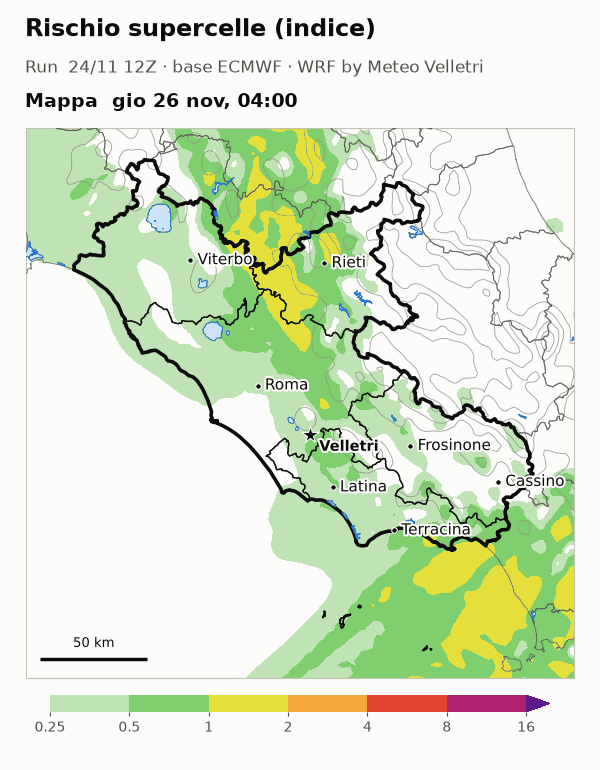 Rischio supercelle (indice)
Run  24/11 12Z · base ECMWF · WRF by Meteo Velletri
Mappa  gio 26 nov, 04:00
Viterbo
Rieti
Roma
Velletri
Frosinone
Latina
Cassino
Terracina
50 km
0.25 0.5 1 2 4 8 16